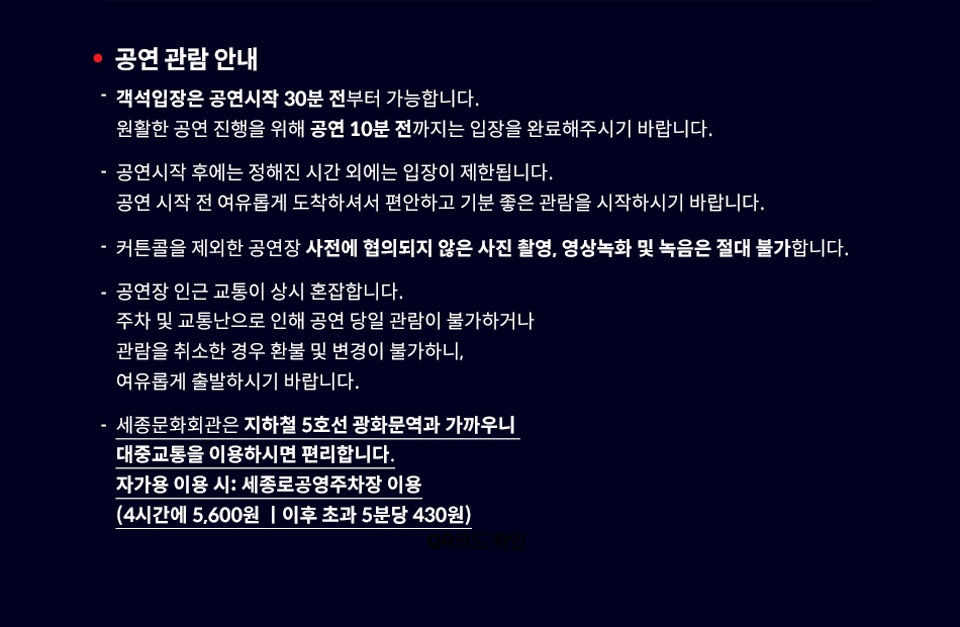 • 공연 관람 안내
- 객석입장은 공연시작 30분 전부터 가능합니다.
원활한 공연 진행을 위해 공연 10분 전까지는 입장을 완료해주시기 바랍니다.
- 공연시작 후에는 정해진 시간 외에는 입장이 제한됩니다.
공연 시작 전 여유롭게 도착하셔서 편안하고 기분 좋은 관람을 시작하시기 바랍니다.
- 커튼콜을 제외한 공연장 사전에 협의되지 않은 사진 촬영, 영상녹화 및 녹음은 절대 불가합니다.
- 공연장 인근 교통이 상시 혼잡합니다.
주차 및 교통난으로 인해 공연 당일 관람이 불가하거나
관람을 취소한 경우 환불 및 변경이 불가하니,
여유롭게 출발하시기 바랍니다.
- 세종문화회관은 지하철 5호선 광화문역과 가까우니
대중교통을 이용하시면 편리합니다.
자가용 이용 시: 세종로공영주차장 이용
(4시간에 5,600원 ㅣ이후 초과 5분당 430원)